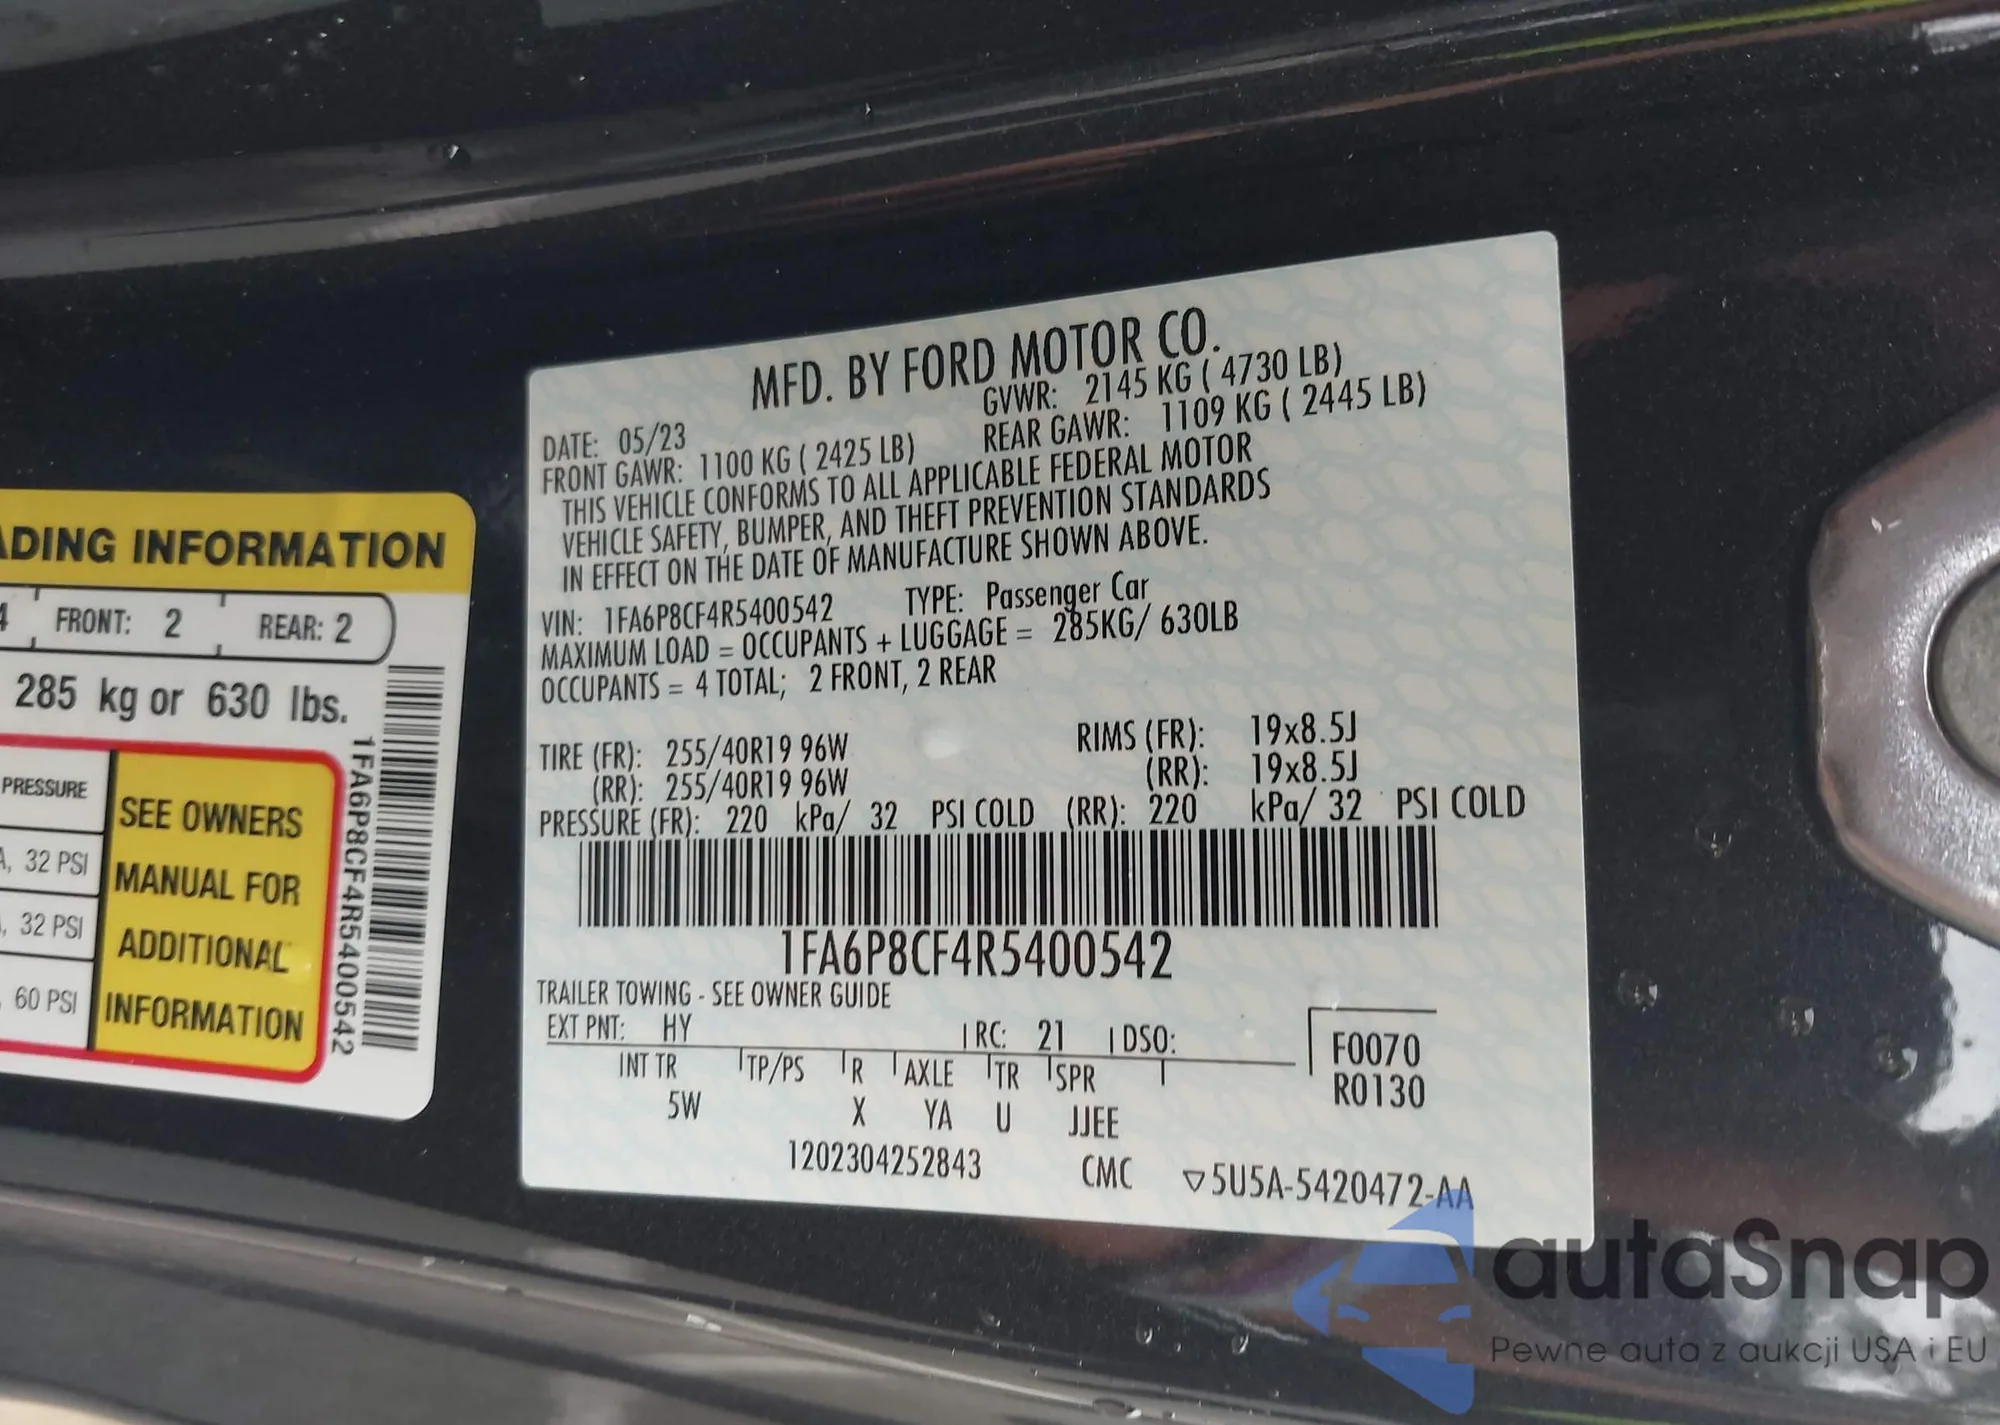 ADING INFORMATION
FRONT: 2 REAR: 2
285 kg or 630 lbs.
PRESSURE
32 PSI
32 PSI
60 PSI
SEE OWNERS
MANUAL FOR
ADDITIONAL
INFORMATION
1FA6P8CF4R5400542
MFD. BY FORD MOTOR CO.
DATE: 05/23 GVWR: 2145 KG ( 4730 LB)
FRONT GAWR: 1100 KG ( 2425 LB) REAR GAWR: 1109 KG ( 2445 LB)
THIS VEHICLE CONFORMS TO ALL APPLICABLE FEDERAL MOTOR
VEHICLE SAFETY, BUMPER, AND THEFT PREVENTION STANDARDS
IN EFFECT ON THE DATE OF MANUFACTURE SHOWN ABOVE.
VIN: 1FA6P8CF4R5400542 TYPE: Passenger Car
MAXIMUM LOAD = OCCUPANTS + LUGGAGE = 285KG/ 630LB
OCCUPANTS = 4 TOTAL; 2 FRONT, 2 REAR
TIRE (FR): 255/40R19 96W RIMS (FR): 19x8.5J
(RR): 255/40R19 96W (RR): 19x8.5J
PRESSURE (FR): 220 kPa/ 32 PSI COLD (RR): 220 kPa/ 32 PSI COLD
1FA6P8CF4R5400542
TRAILER TOWING - SEE OWNER GUIDE
EXT PNT: HY RC: 21 DSO:
F0070
INT TR TP/PS R AXLE TR SPR
R0130
5W X YA U JJEE
1202304252843 CMC ▽5U5A-5420472-AA
autaSnap
Pewne auta z aukcji USA i EU